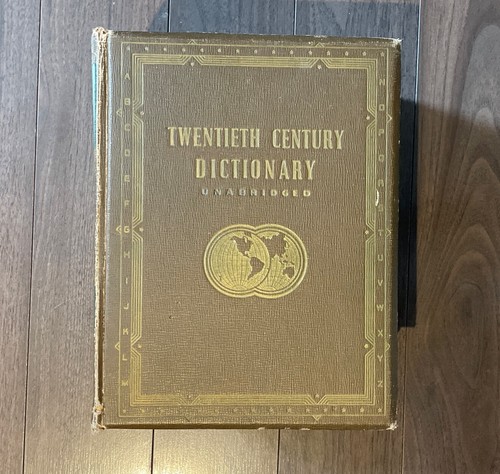 TWENTIETH CENTURY
DICTIONARY
UNABRIDGED
A
B
C
D
E
F
G
H
I
J
K
L
M
N
O
P
Q
R
S
T
U
V
W
X
Y
Z